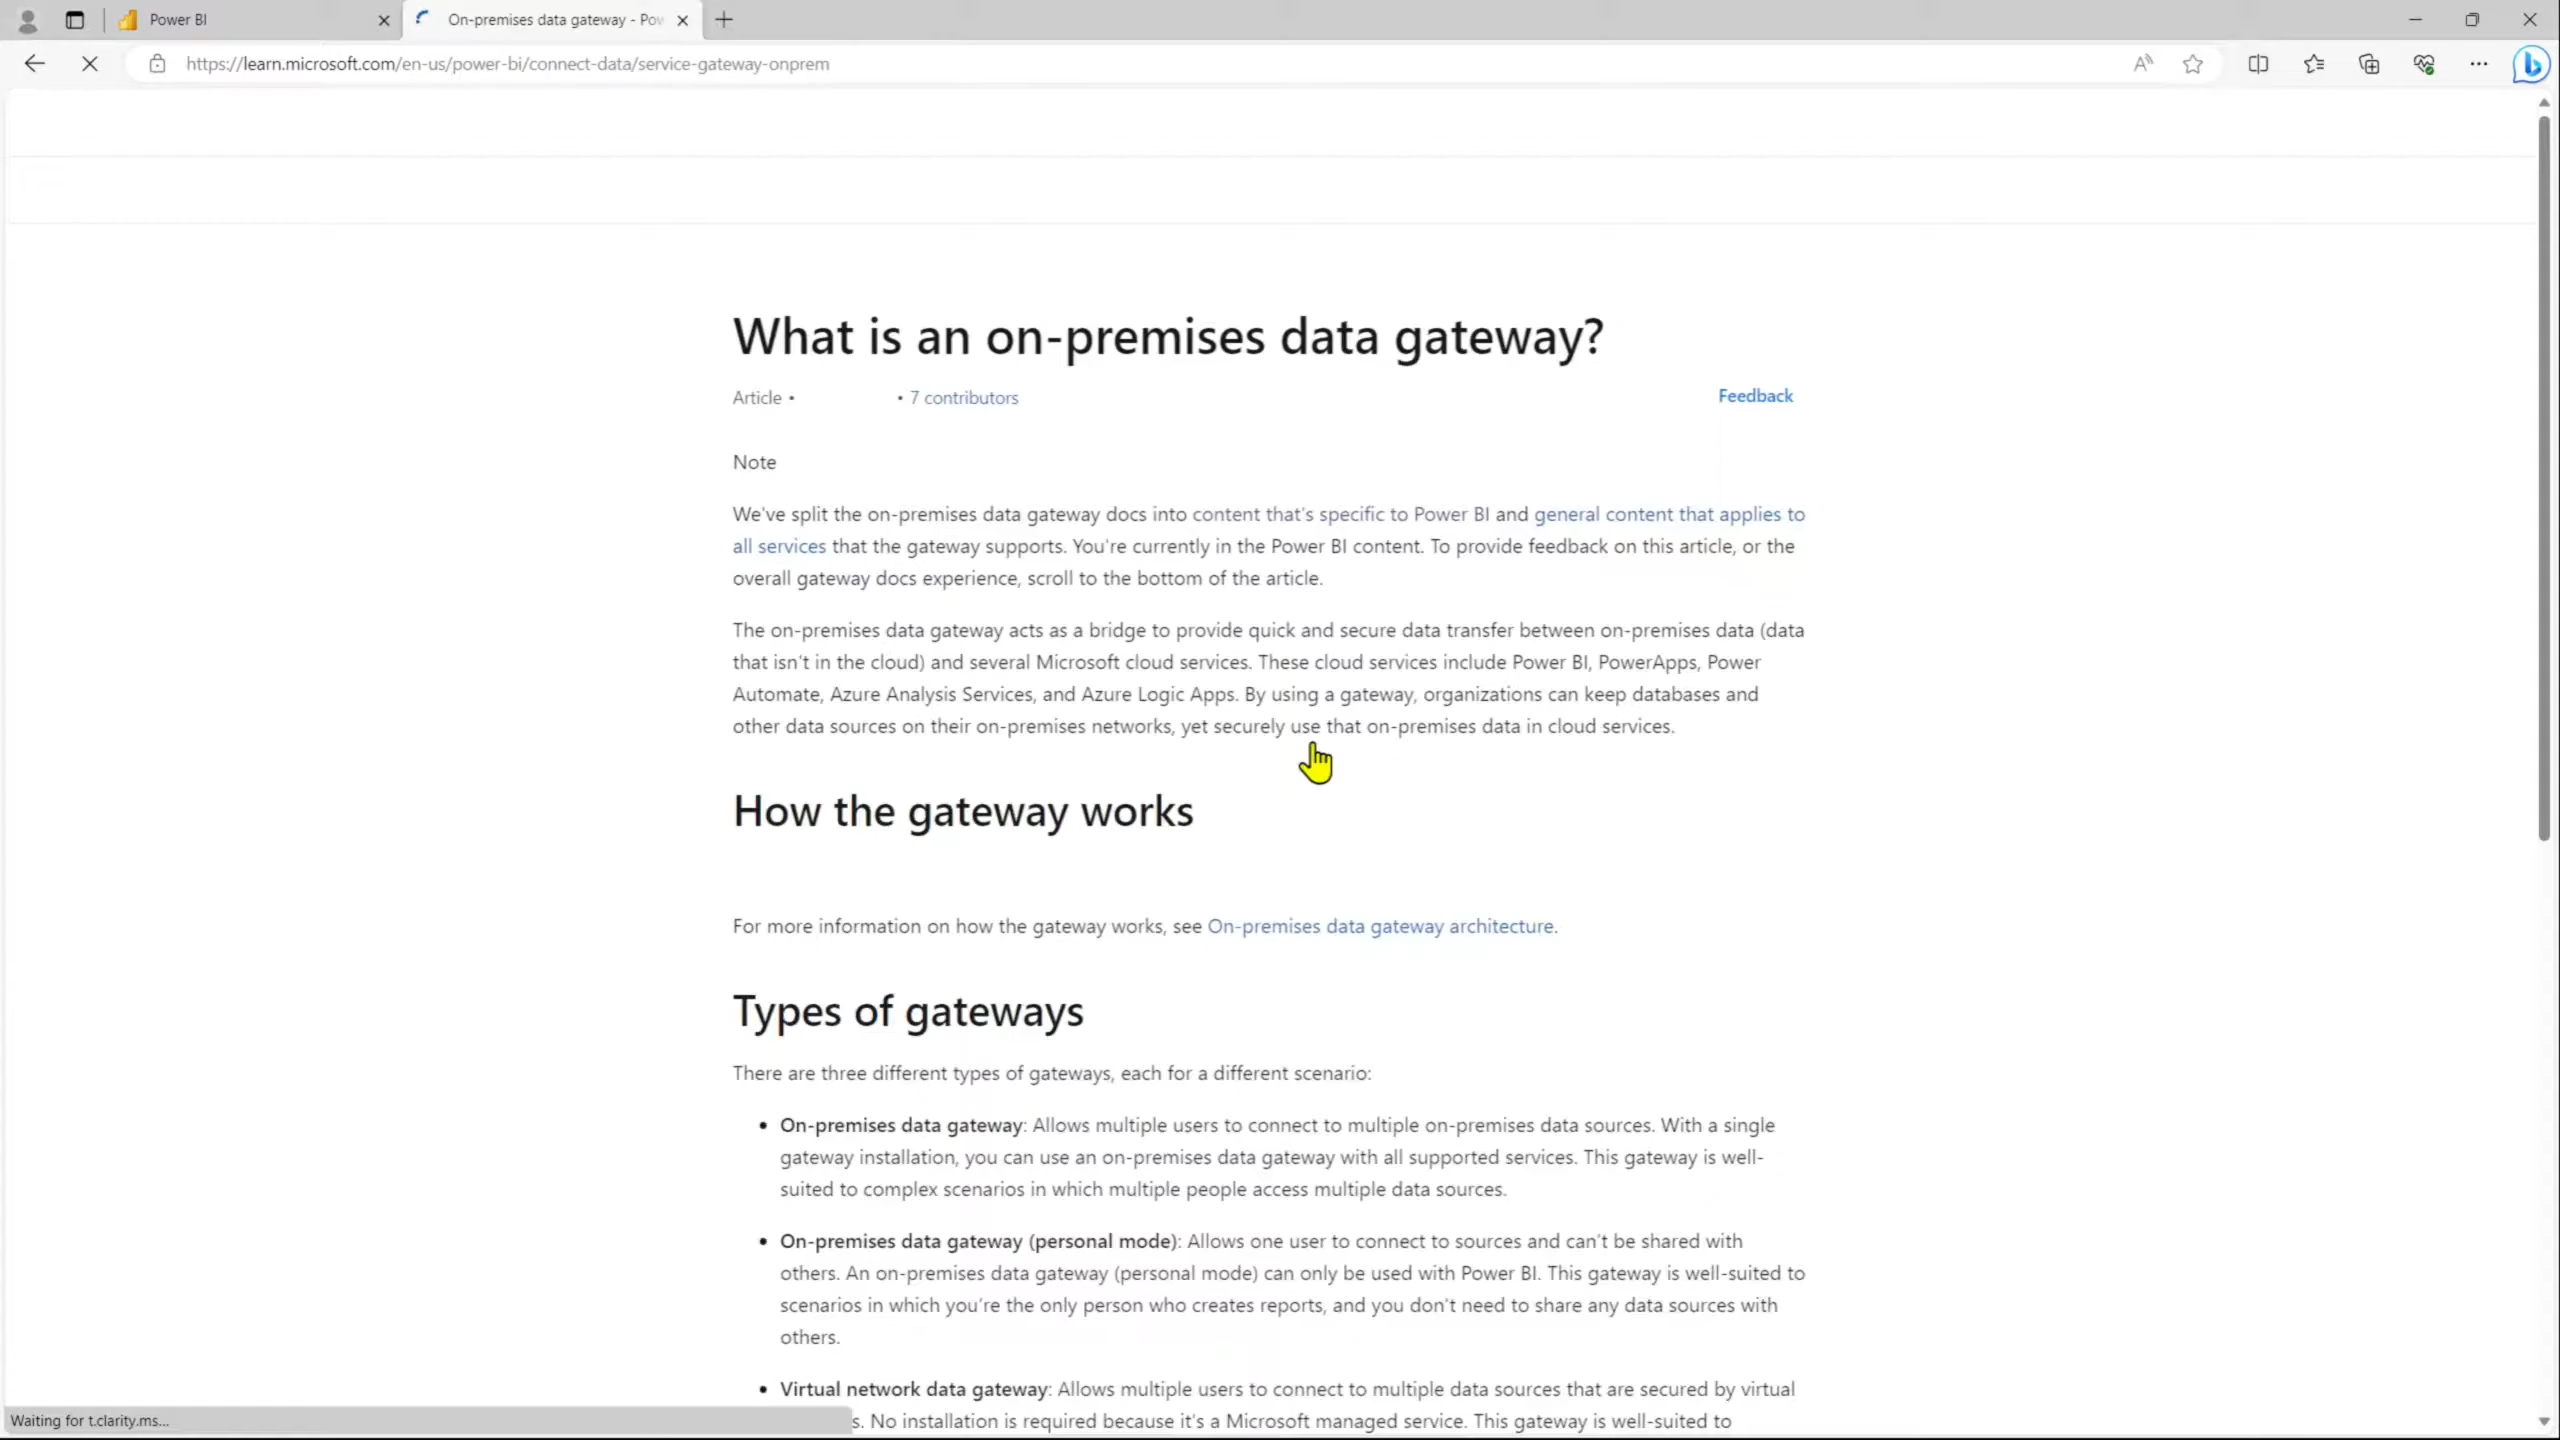 Power BI
On-premises data gateway - Pow
https://learn.microsoft.com/en-us/power-bi/connect-data/service-gateway-onprem
What is an on-premises data gateway?
Article •
• 7 contributors
Feedback
Note
We've split the on-premises data gateway docs into content that's specific to Power BI and general content that applies to
all services that the gateway supports. You're currently in the Power BI content. To provide feedback on this article, or the
overall gateway docs experience, scroll to the bottom of the article.
The on-premises data gateway acts as a bridge to provide quick and secure data transfer between on-premises data (data
that isn't in the cloud) and several Microsoft cloud services. These cloud services include Power BI, PowerApps, Power
Automate, Azure Analysis Services, and Azure Logic Apps. By using a gateway, organizations can keep databases and
other data sources on their on-premises networks, yet securely use that on-premises data in cloud services.
How the gateway works
For more information on how the gateway works, see On-premises data gateway architecture.
Types of gateways
There are three different types of gateways, each for a different scenario:
• On-premises data gateway: Allows multiple users to connect to multiple on-premises data sources. With a single
gateway installation, you can use an on-premises data gateway with all supported services. This gateway is well-
suited to complex scenarios in which multiple people access multiple data sources.
• On-premises data gateway (personal mode): Allows one user to connect to sources and can't be shared with
others. An on-premises data gateway (personal mode) can only be used with Power BI. This gateway is well-suited to
scenarios in which you're the only person who creates reports, and you don't need to share any data sources with
others.
• Virtual network data gateway: Allows multiple users to connect to multiple data sources that are secured by virtual
s. No installation is required because it's a Microsoft managed service. This gateway is well-suited to
Waiting for t.clarity.ms...